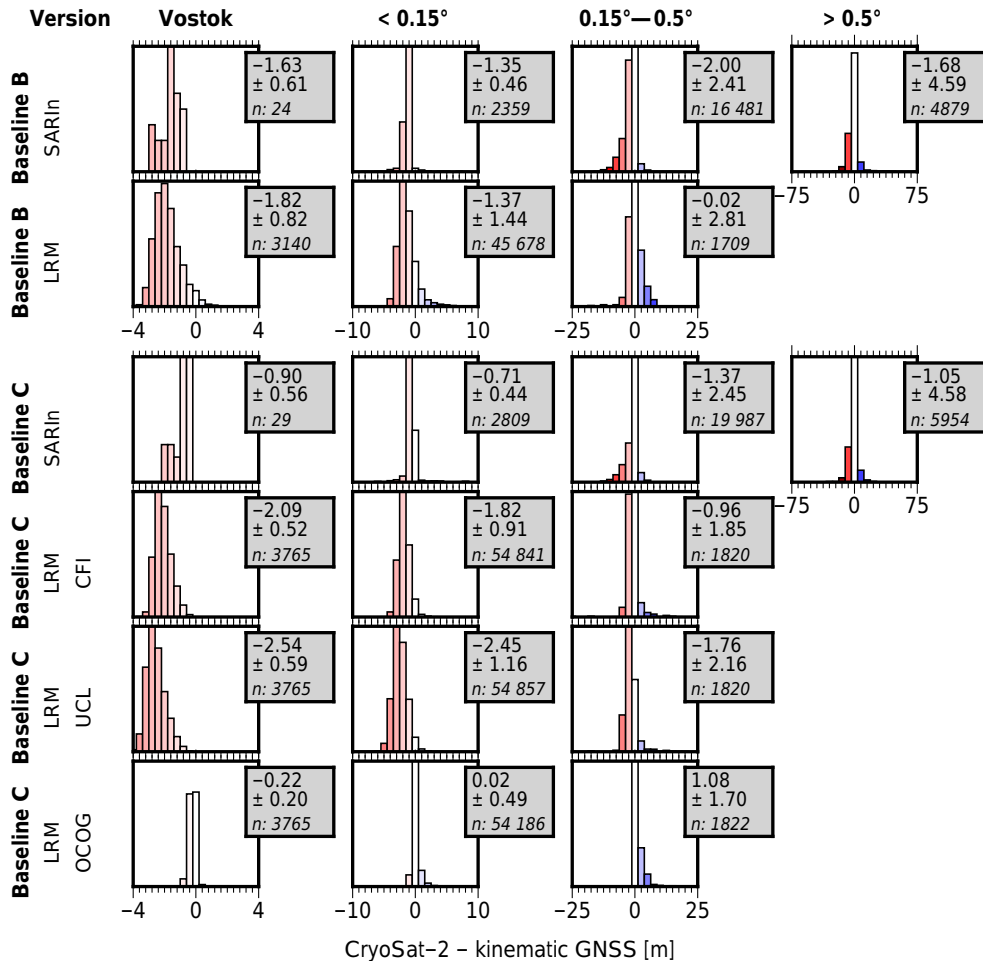 Version Vostok < 0.15° 0.15°—0.5° > 0.5°
Baseline B
SARIn
−1.63
± 0.61
n: 24
−1.35
± 0.46
n: 2359
−2.00
± 2.41
n: 16 481
−1.68
± 4.59
n: 4879
−75 0 75
Baseline B
LRM
−1.82
± 0.82
n: 3140
−1.37
± 1.44
n: 45 678
−0.02
± 2.81
n: 1709
−4 0 4
−10 0 10
−25 0 25
Baseline C
SARIn
−0.90
± 0.56
n: 29
−0.71
± 0.44
n: 2809
−1.37
± 2.45
n: 19 987
−1.05
± 4.58
n: 5954
−75 0 75
Baseline C
LRM
CFI
−2.09
± 0.52
n: 3765
−1.82
± 0.91
n: 54 841
−0.96
± 1.85
n: 1820
Baseline C
LRM
UCL
−2.54
± 0.59
n: 3765
−2.45
± 1.16
n: 54 857
−1.76
± 2.16
n: 1820
Baseline C
LRM
OCOG
−0.22
± 0.20
n: 3765
0.02
± 0.49
n: 54 186
1.08
± 1.70
n: 1822
−4 0 4
−10 0 10
−25 0 25
CryoSat−2 − kinematic GNSS [m]